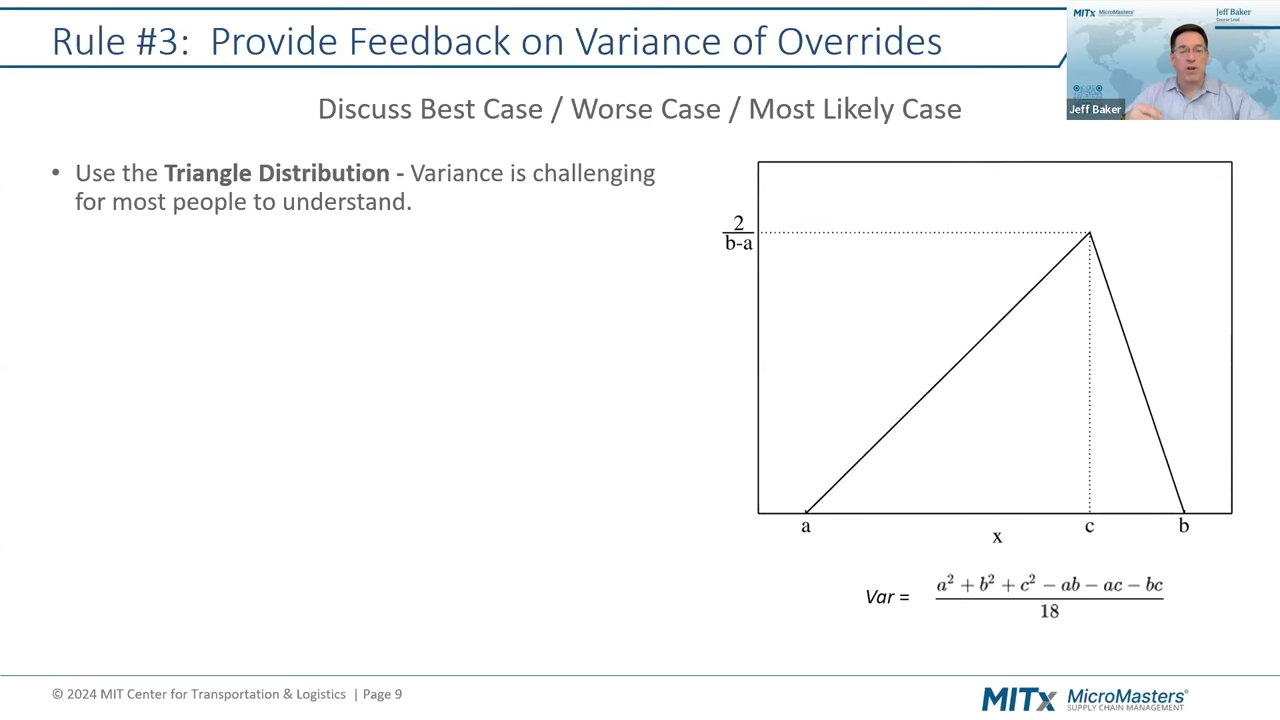 Rule #3: Provide Feedback on Variance of Overrides
MITx MicroMasters®
Jeff Baker
Course Lead
Jeff Baker
Discuss Best Case / Worse Case / Most Likely Case
• Use the Triangle Distribution - Variance is challenging
for most people to understand.
2
b-a
a
c
b
x
Var = a² + b² + c² − ab − ac − bc
18
© 2024 MIT Center for Transportation & Logistics | Page 9
MITx MicroMasters®
SUPPLY CHAIN MANAGEMENT